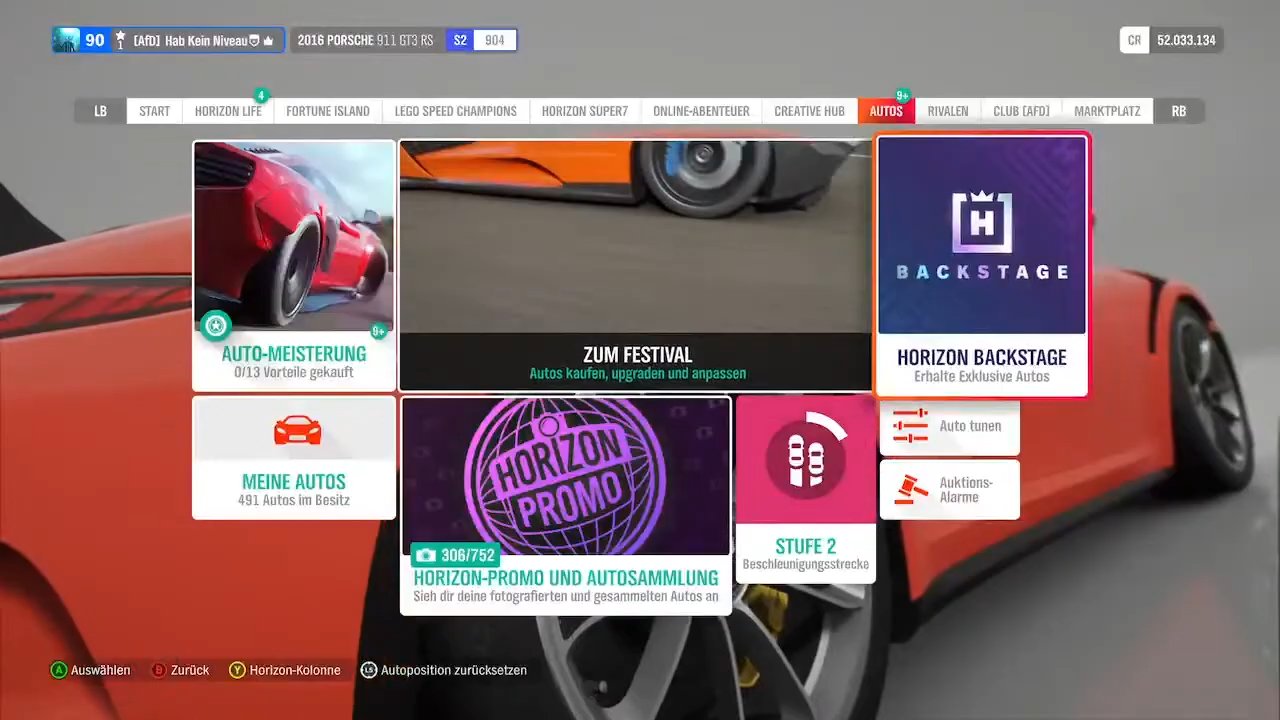 90
1
[AfD] Hab Kein Niveau
2016 PORSCHE 911 GT3 RS
S2
904
CR
52.033.134
LB
START
HORIZON LIFE
4
FORTUNE ISLAND
LEGO SPEED CHAMPIONS
HORIZON SUPER7
ONLINE-ABENTEUER
CREATIVE HUB
AUTOS
9+
RIVALEN
CLUB [AFD]
MARKTPLATZ
RB
9+
AUTO-MEISTERUNG
0/13 Vorteile gekauft
ZUM FESTIVAL
Autos kaufen, upgraden und anpassen
H
BACKSTAGE
HORIZON BACKSTAGE
Erhalte Exklusive Autos
MEINE AUTOS
491 Autos im Besitz
HORIZON
PROMO
306/752
HORIZON-PROMO UND AUTOSAMMLUNG
Sieh dir deine fotografierten und gesammelten Autos an
STUFE 2
Beschleunigungsstrecke
Auto tunen
Auktions-
Alarme
A Auswählen
B Zurück
Y Horizon-Kolonne
LS Autoposition zurücksetzen